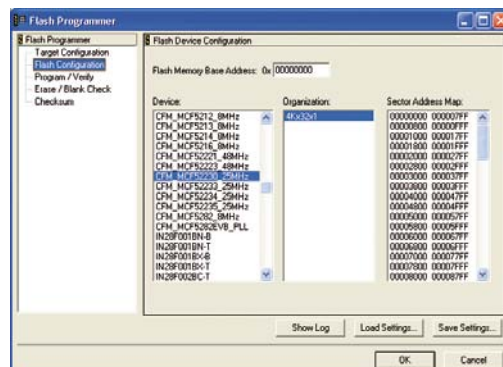 Flash Programmer
Flash Programmer
Target Configuration
Flash Configuration
Program / Verify
Erase / Blank Check
Checksum
Flash Device Configuration
Flash Memory Base Address: 0x 00000000
Device:
CFM_MCF5212_8MHz
CFM_MCF5213_8MHz
CFM_MCF5214_8MHz
CFM_MCF5216_8MHz
CFM_MCF52221_48MHz
CFM_MCF52223_48MHz
CFM_MCF52230_25MHz
CFM_MCF52233_25MHz
CFM_MCF52234_25MHz
CFM_MCF52235_25MHz
CFM_MCF5282_8MHz
CFM_MCF5282EVB_PLL
IN28F001BN-B
IN28F001BN-T
IN28F001BX-B
IN28F001BX-T
IN28F002BC-T
Organization:
4Kx32x1
Sector Address Map:
00000000 000007FF
00000800 00000FFF
00001000 000017FF
00001800 00001FFF
00002000 000027FF
00002800 00002FFF
00003000 000037FF
00003800 00003FFF
00004000 000047FF
00004800 00004FFF
00005000 000057FF
00005800 00005FFF
00006000 000067FF
00006800 00006FFF
00007000 000077FF
00007800 00007FFF
00008000 000087FF
Show Log
Load Settings...
Save Settings...
OK
Cancel